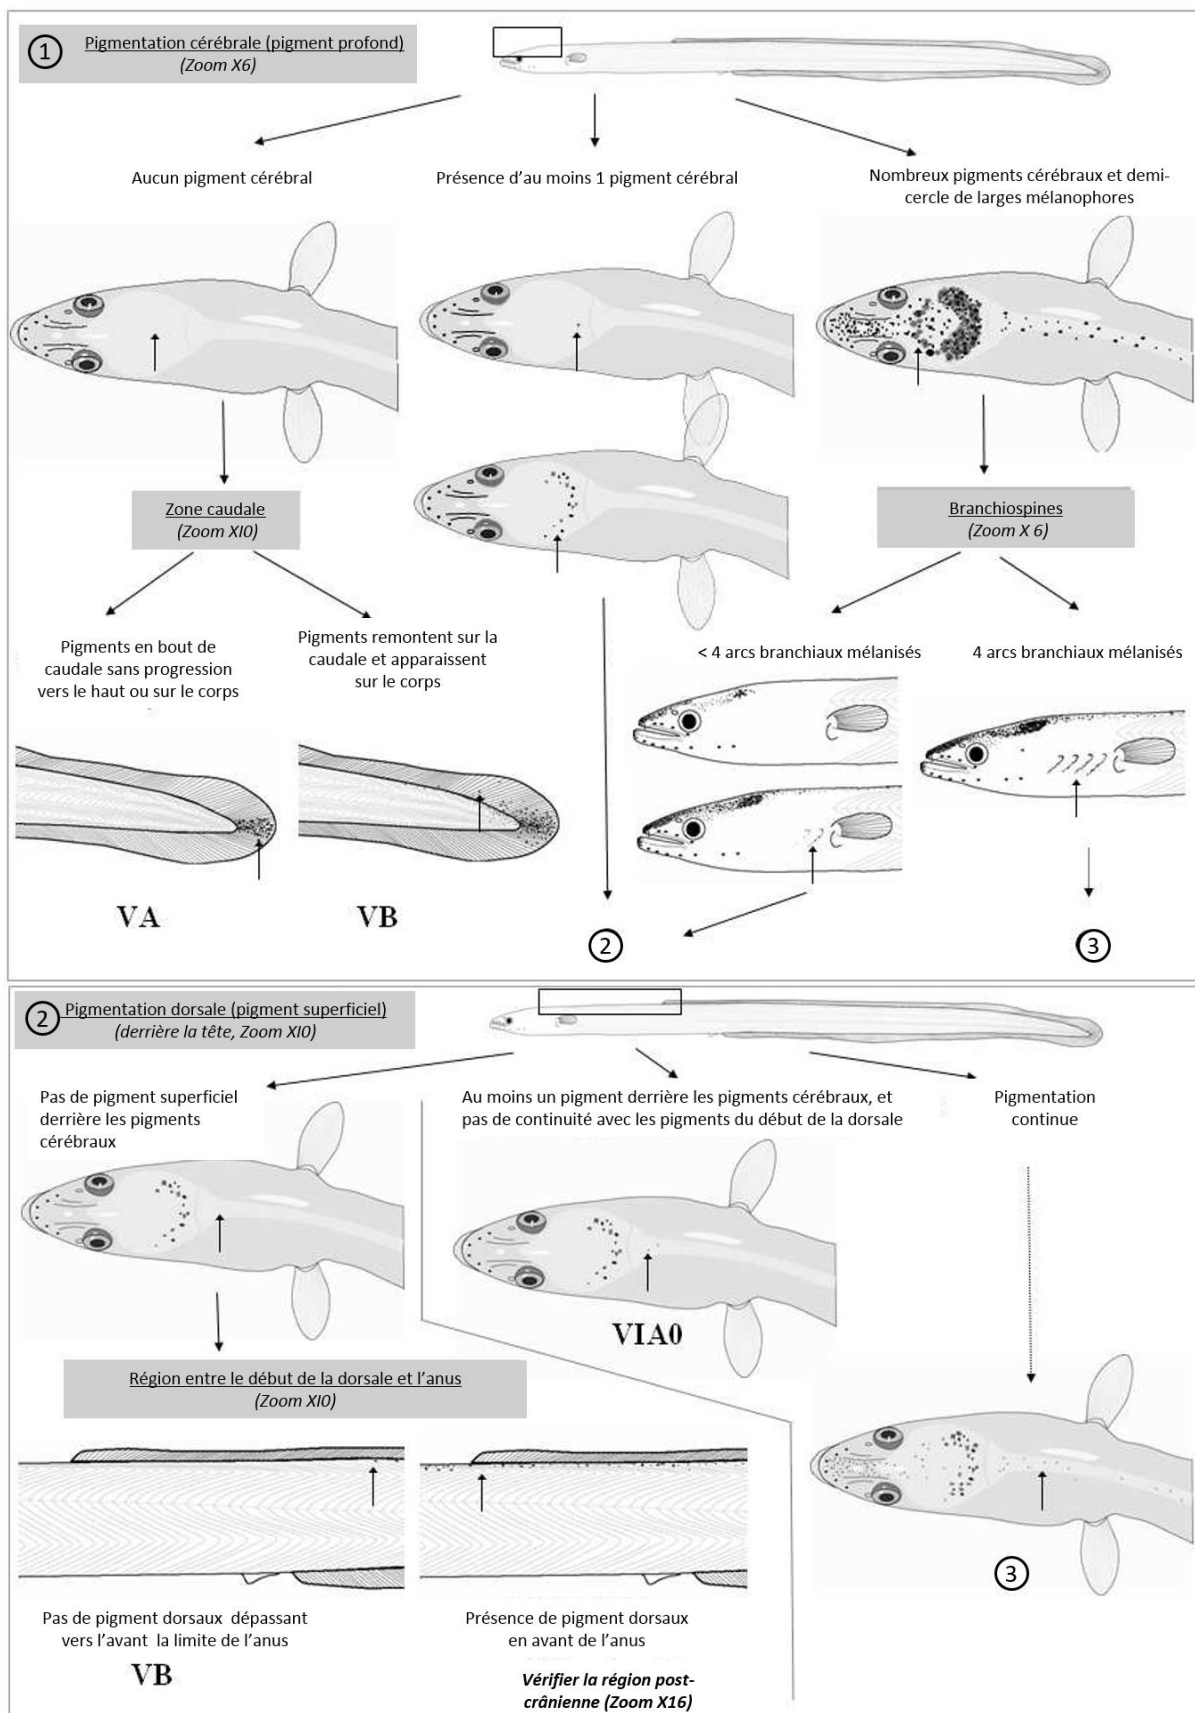 1
Pigmentation cérébrale (pigment profond)
(Zoom X6)
Aucun pigment cérébral
Présence d'au moins 1 pigment cérébral
Nombreux pigments cérébraux et demi-
cercle de larges mélanophores
Zone caudale
(Zoom X10)
Branchiospines
(Zoom X 6)
Pigments en bout de
caudale sans progression
vers le haut ou sur le corps
Pigments remontent sur la
caudale et apparaissent
sur le corps
< 4 arcs branchiaux mélanisés
4 arcs branchiaux mélanisés
VA
VB
2
3
2
Pigmentation dorsale (pigment superficiel)
(derrière la tête, Zoom X10)
Pas de pigment superficiel
derrière les pigments
cérébraux
Au moins un pigment derrière les pigments cérébraux, et
pas de continuité avec les pigments du début de la dorsale
Pigmentation
continue
VIA0
Région entre le début de la dorsale et l'anus
(Zoom X10)
3
Pas de pigment dorsaux dépassant
vers l'avant la limite de l'anus
VB
Présence de pigment dorsaux
en avant de l'anus
Vérifier la région post-
crânienne (Zoom X16)